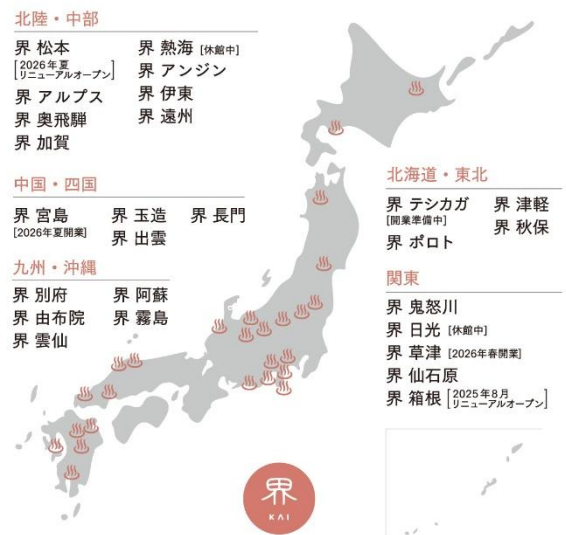 北陸・中部
界 松本
[2026年夏
リニューアルオープン]
界 アルプス
界 奥飛騨
界 加賀
界 熱海 [休館中]
界 アンジン
界 伊東
界 遠州
中国・四国
界 宮島
[2026年夏開業]
界 玉造
界 出雲
界 長門
九州・沖縄
界 別府
界 由布院
界 雲仙
界 阿蘇
界 霧島
北海道・東北
界 テシカガ
[開業準備中]
界 ポロト
界 津軽
界 秋保
関東
界 鬼怒川
界 日光 [休館中]
界 草津 [2026年春開業]
界 仙石原
界 箱根 [2025年8月
リニューアルオープン]
界
KAI